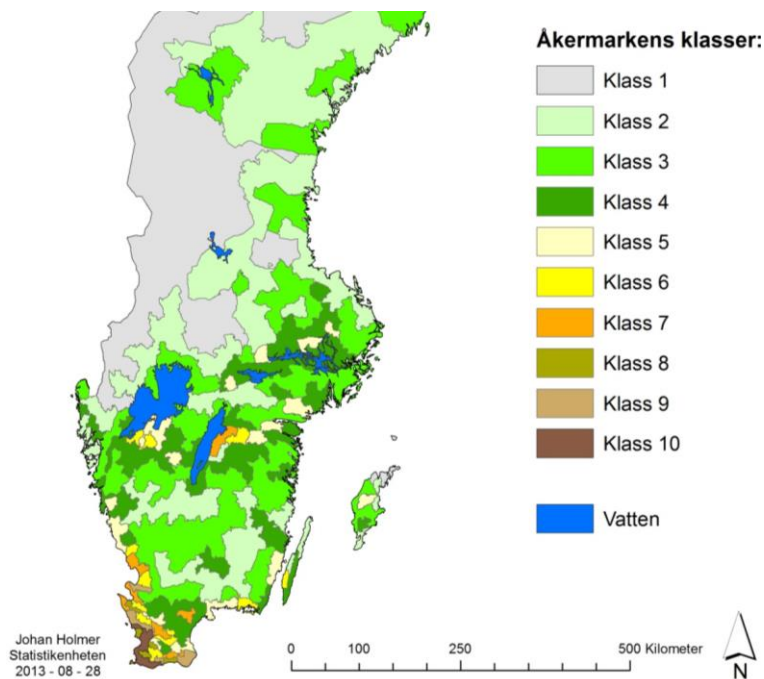 Åkermarkens klasser:
Klass 1
Klass 2
Klass 3
Klass 4
Klass 5
Klass 6
Klass 7
Klass 8
Klass 9
Klass 10
Vatten
Johan Holmer
Statistikenheten
2013 - 08 - 28
0 250 500 Kilometer
N